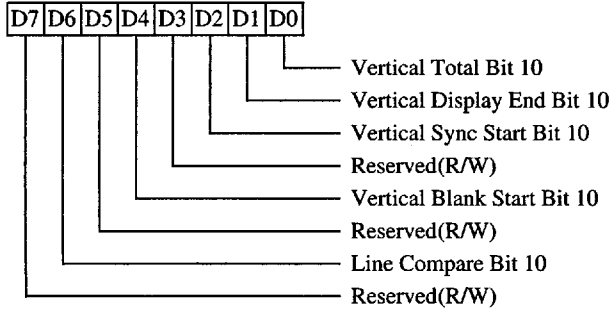 D7 D6 D5 D4 D3 D2 D1 D0
Vertical Total Bit 10
Vertical Display End Bit 10
Vertical Sync Start Bit 10
Reserved(R/W)
Vertical Blank Start Bit 10
Reserved(R/W)
Line Compare Bit 10
Reserved(R/W)